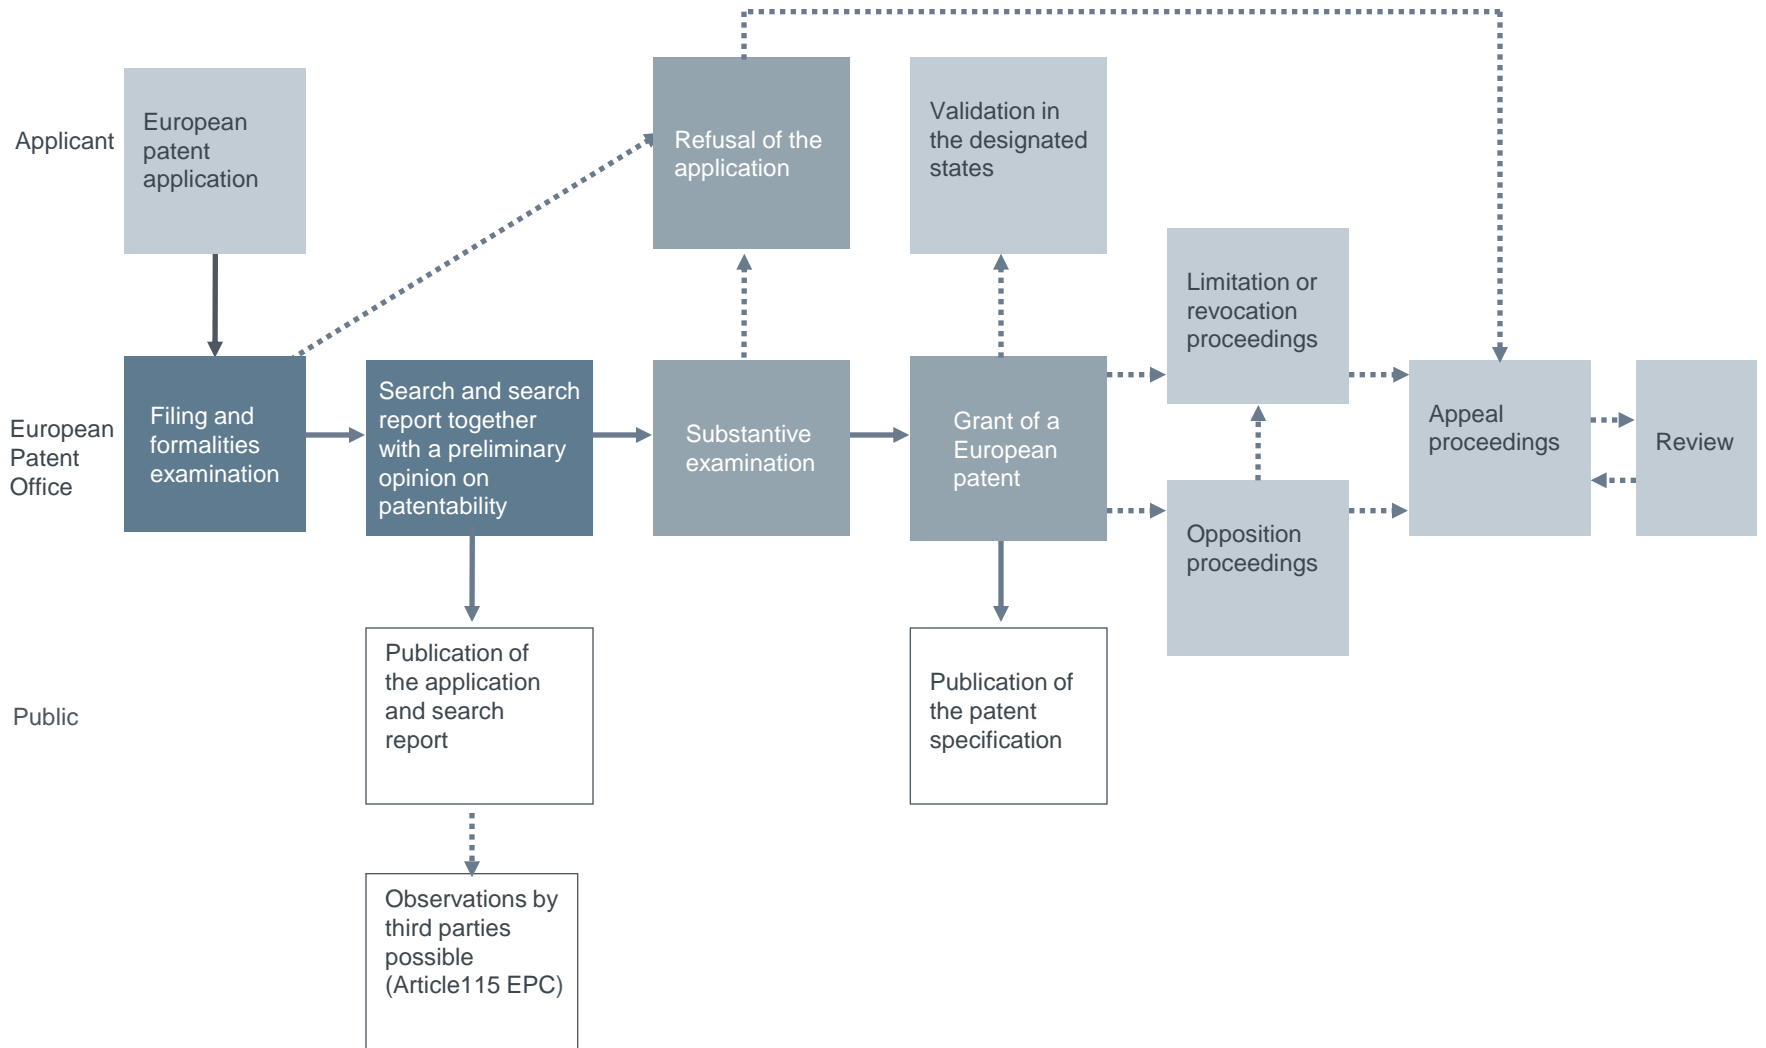 Applicant
European
patent
application
Refusal of the
application
Validation in
the designated
states
Limitation or
revocation
proceedings
European
Patent
Office
Filing and
formalities
examination
Search and search
report together
with a preliminary
opinion on
patentability
Substantive
examination
Grant of a
European
patent
Opposition
proceedings
Appeal
proceedings
Review
Public
Publication of
the application
and search
report
Publication of
the patent
specification
Observations by
third parties
possible
(Article115 EPC)